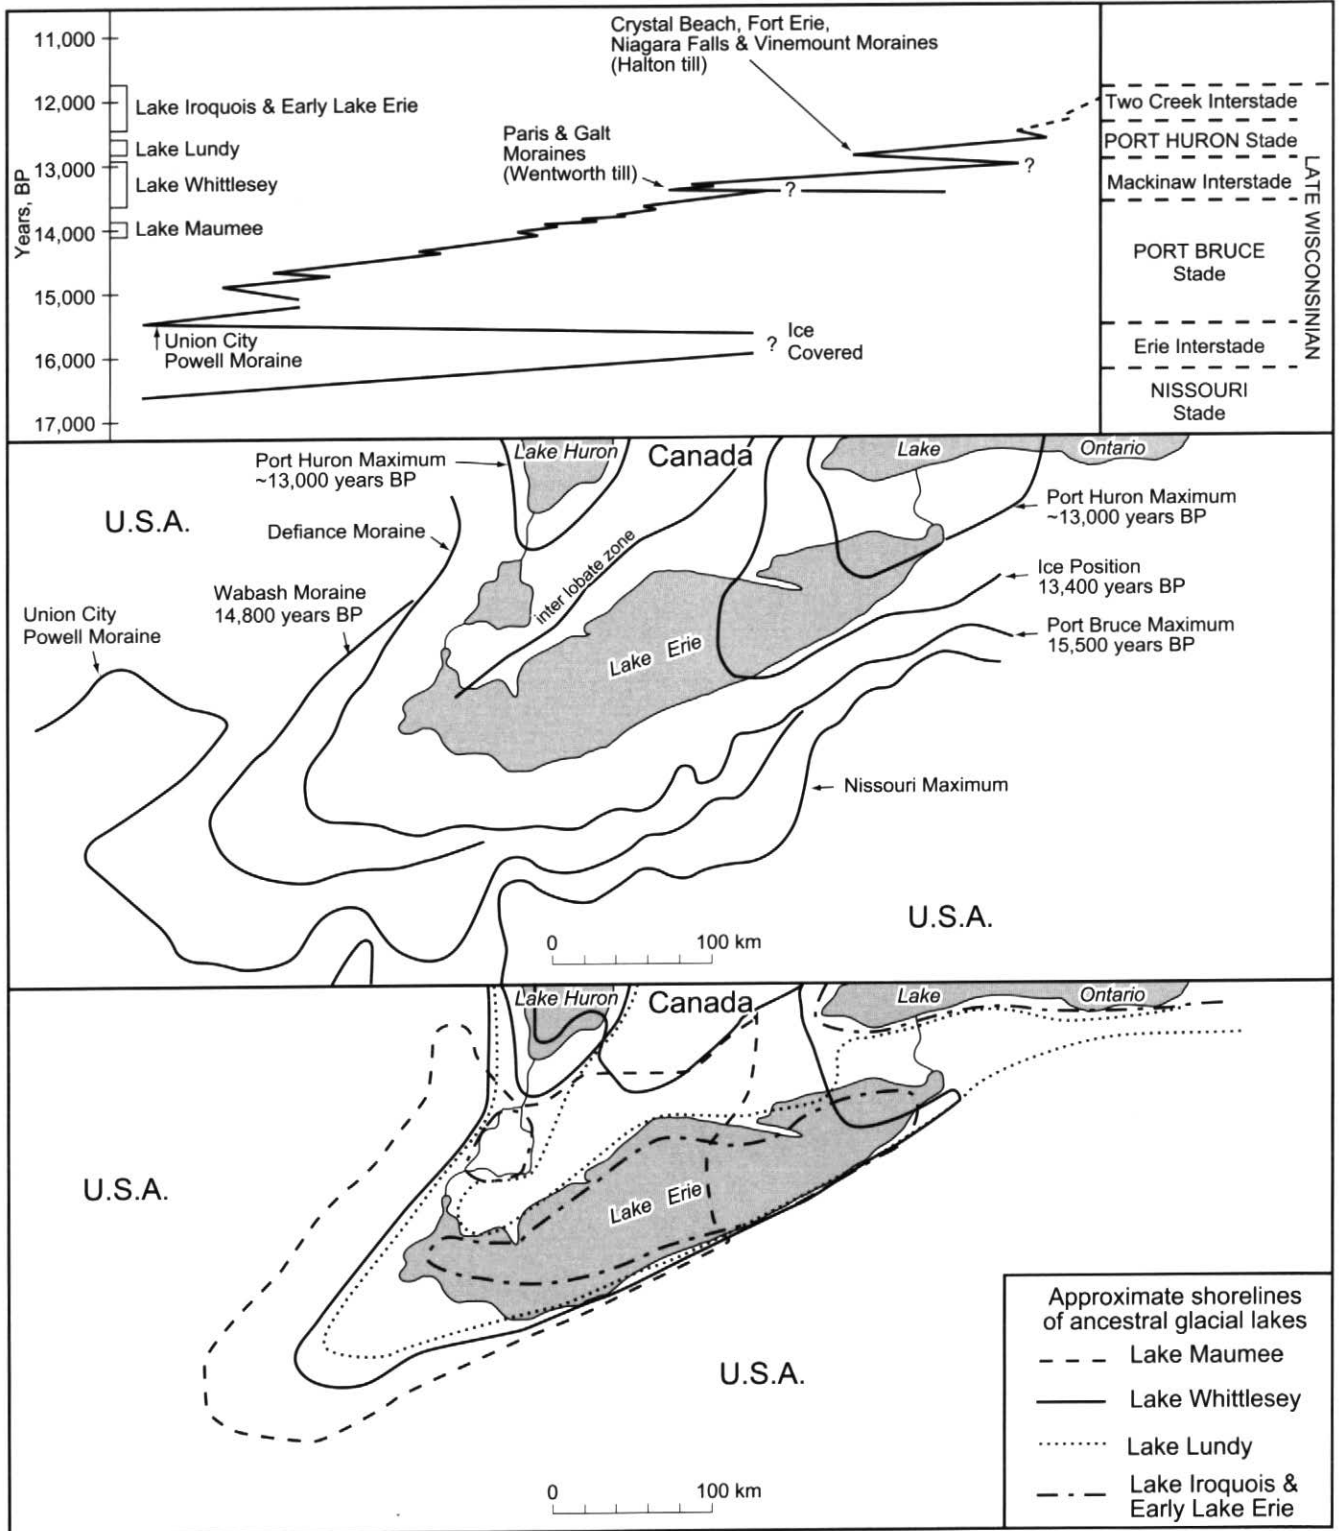 Years, BP
11,000
12,000
13,000
14,000
15,000
16,000
17,000
Lake Iroquois & Early Lake Erie
Lake Lundy
Lake Whittlesey
Lake Maumee
Crystal Beach, Fort Erie,
Niagara Falls & Vinemount Moraines
(Halton till)
Paris & Galt
Moraines
(Wentworth till)
?
?
Union City
Powell Moraine
?
Ice
Covered
Two Creek Interstade
PORT HURON Stade
Mackinaw Interstade
PORT BRUCE
Stade
Erie Interstade
NISSOURI
Stade
LATE WISCONSINIAN
Port Huron Maximum
~13,000 years BP
Lake Huron
Canada
Lake Ontario
U.S.A.
Defiance Moraine
Port Huron Maximum
~13,000 years BP
inter lobate zone
Ice Position
13,400 years BP
Wabash Moraine
14,800 years BP
Union City
Powell Moraine
Lake Erie
Port Bruce Maximum
15,500 years BP
Nissouri Maximum
U.S.A.
0 100 km
Lake Huron
Canada
Lake Ontario
U.S.A.
Lake Erie
U.S.A.
0 100 km
Approximate shorelines
of ancestral glacial lakes
Lake Maumee
Lake Whittlesey
Lake Lundy
Lake Iroquois &
Early Lake Erie